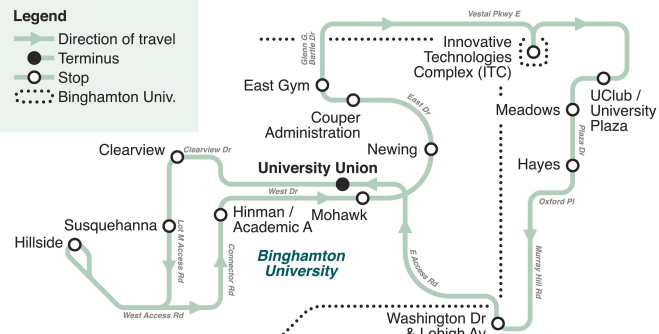 Legend
Direction of travel
Terminus
Stop
Binghamton Univ.
Vestal Pkwy E
Glenn G.
Bartle Dr
Innovative
Technologies
Complex (ITC)
East Gym
Couper
Administration
East Dr
UClub /
University
Plaza
Meadows
Plaza Dr
Newing
Hayes
Clearview
Clearview Dr
University Union
West Dr
Mohawk
Oxford Pl
Hinman /
Academic A
Susquehanna
Hillside
Lot M Access Rd
Connector Rd
Binghamton
University
E Access Rd
Murray Hill Rd
West Access Rd
Washington Dr
& Lehigh Av